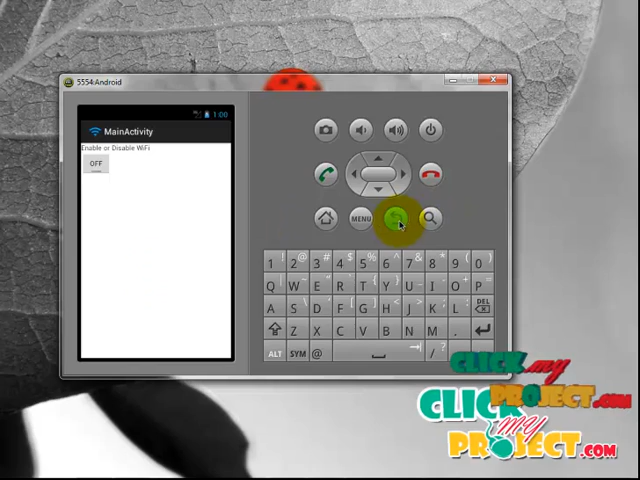 5554:Android
1:00
MainActivity
Enable or Disable WiFi
OFF
MENU
1 ! 2 @ 3 # 4 $ 5 % 6 ^ 7 & 8 * 9 ( 0 )
Q W ~ E R T Y U I - O + P =
A S \ D F G H J K L DEL
Z X C V B N M .
ALT SYM @ / ?
CLICK my
PROJECT.COM
CLICK
my
PROJECT.COM